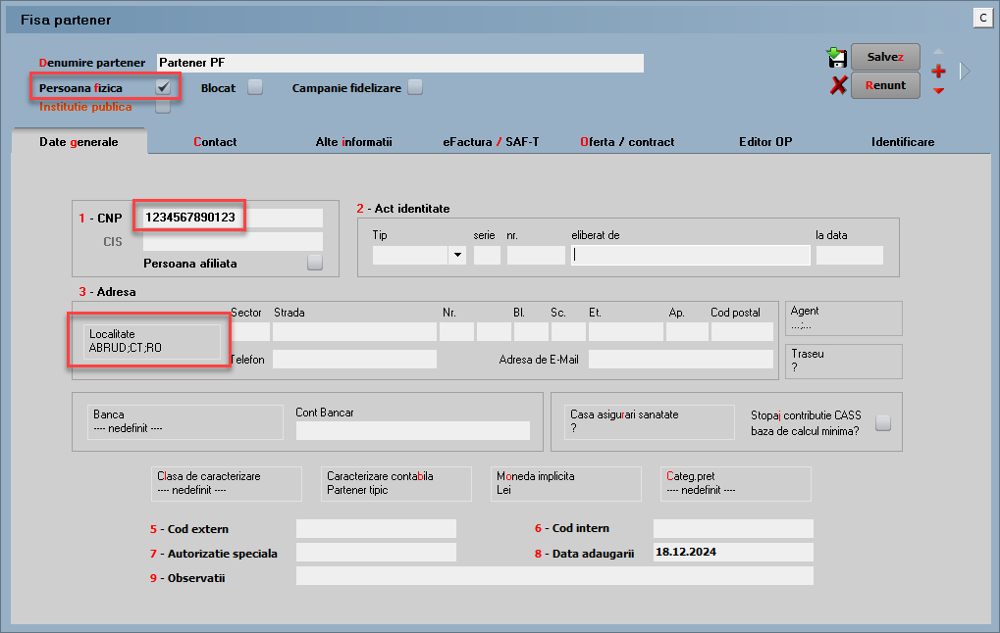 Fisa partener
C
Denumire partener Partener PF
Salvez
Persoana fizica Blocat Campanie fidelizare
Renunt
Institutie publica
Date generale Contact Alte informatii eFactura / SAF-T Oferta / contract Editor OP Identificare
1 - CNP 1234567890123
CIS
Persoana afiliata
2 - Act identitate
Tip serie nr. eliberat de la data
3 - Adresa
Sector Strada Nr. Bl. Sc. Et. Ap. Cod postal
Localitate
ABRUD;CT;RO
Telefon Adresa de E-Mail
Agent
...;...
Traseu
?
Banca
---- nedefinit ----
Cont Bancar
Casa asigurari sanatate
?
Stopaj contributie CASS
baza de calcul minima?
Clasa de caracterizare
---- nedefinit ----
Caracterizare contabila
Partener tipic
Moneda implicita
Lei
Categ.pret
---- nedefinit ----
5 - Cod extern 6 - Cod intern
7 - Autorizatie speciala 8 - Data adaugarii 18.12.2024
9 - Observatii